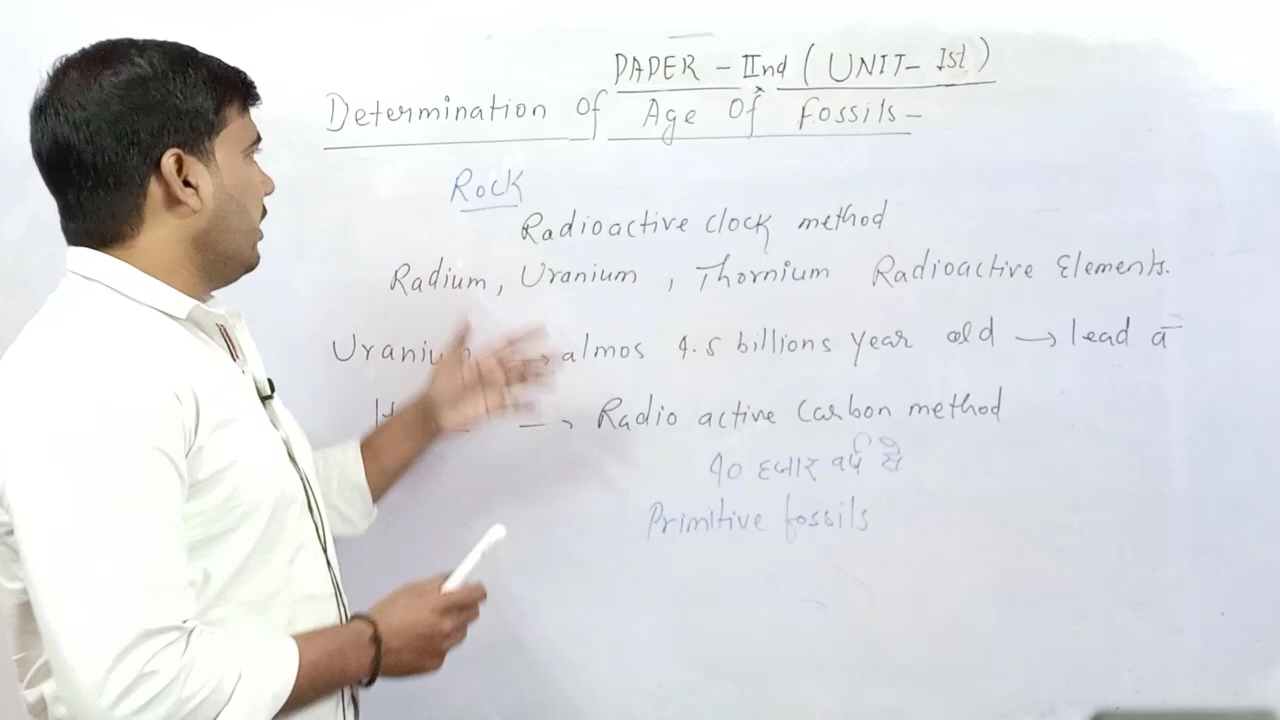 PAPER - IInd (UNIT- Ist)
Determination of Age Of Fossils-
Rock
Radioactive clock method
Radium, Uranium, Thornium Radioactive Elements.
→ almos 4.5 billions year old → lead
→ Radio active Carbon method
40 हजार वर्ष से
Primitive fossils